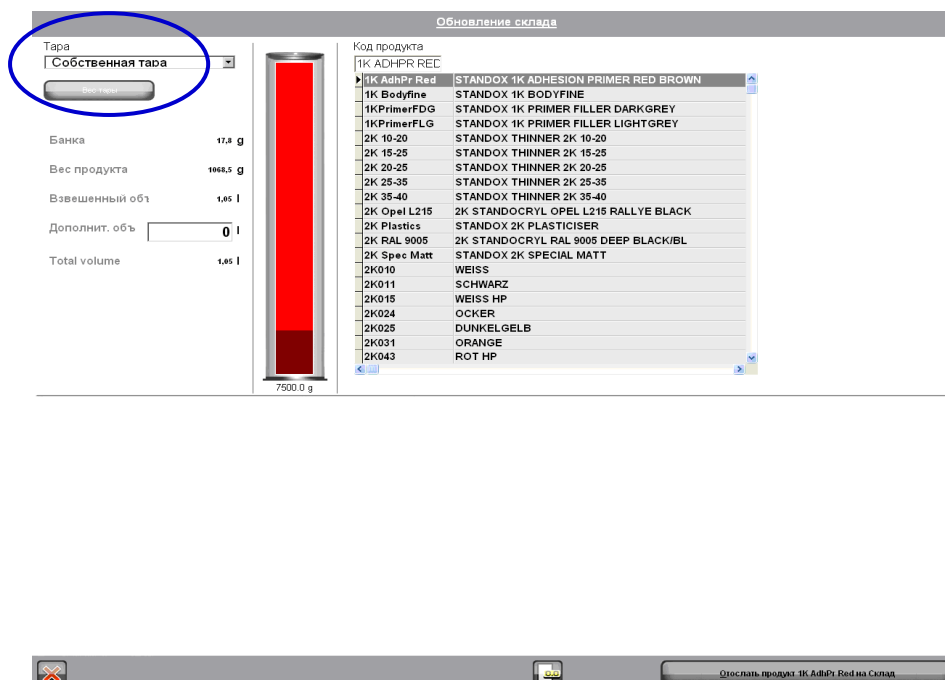 Обновление склада
Тара
Собственная тара
Вес тары
Банка 17,8 g
Вес продукта 1068,5 g
Взвешенный объ 1,05 l
Дополнит. объ 0 l
Total volume 1,05 l
7500.0 g
Код продукта
1K ADHPR RED
1K AdhPr Red STANDOX 1K ADHESION PRIMER RED BROWN
1K Bodyfine STANDOX 1K BODYFINE
1KPrimerFDG STANDOX 1K PRIMER FILLER DARKGREY
1KPrimerFLG STANDOX 1K PRIMER FILLER LIGHTGREY
2K 10-20 STANDOX THINNER 2K 10-20
2K 15-25 STANDOX THINNER 2K 15-25
2K 20-25 STANDOX THINNER 2K 20-25
2K 25-35 STANDOX THINNER 2K 25-35
2K 35-40 STANDOX THINNER 2K 35-40
2K Opel L215 2K STANDOCRYL OPEL L215 RALLYE BLACK
2K Plastics STANDOX 2K PLASTICISER
2K RAL 9005 2K STANDOCRYL RAL 9005 DEEP BLACK/BL
2K Spec Matt STANDOX 2K SPECIAL MATT
2K010 WEISS
2K011 SCHWARZ
2K015 WEISS HP
2K024 OCKER
2K025 DUNKELGELB
2K031 ORANGE
2K043 ROT HP
Отослать продукт 1K AdhPr Red на Склад